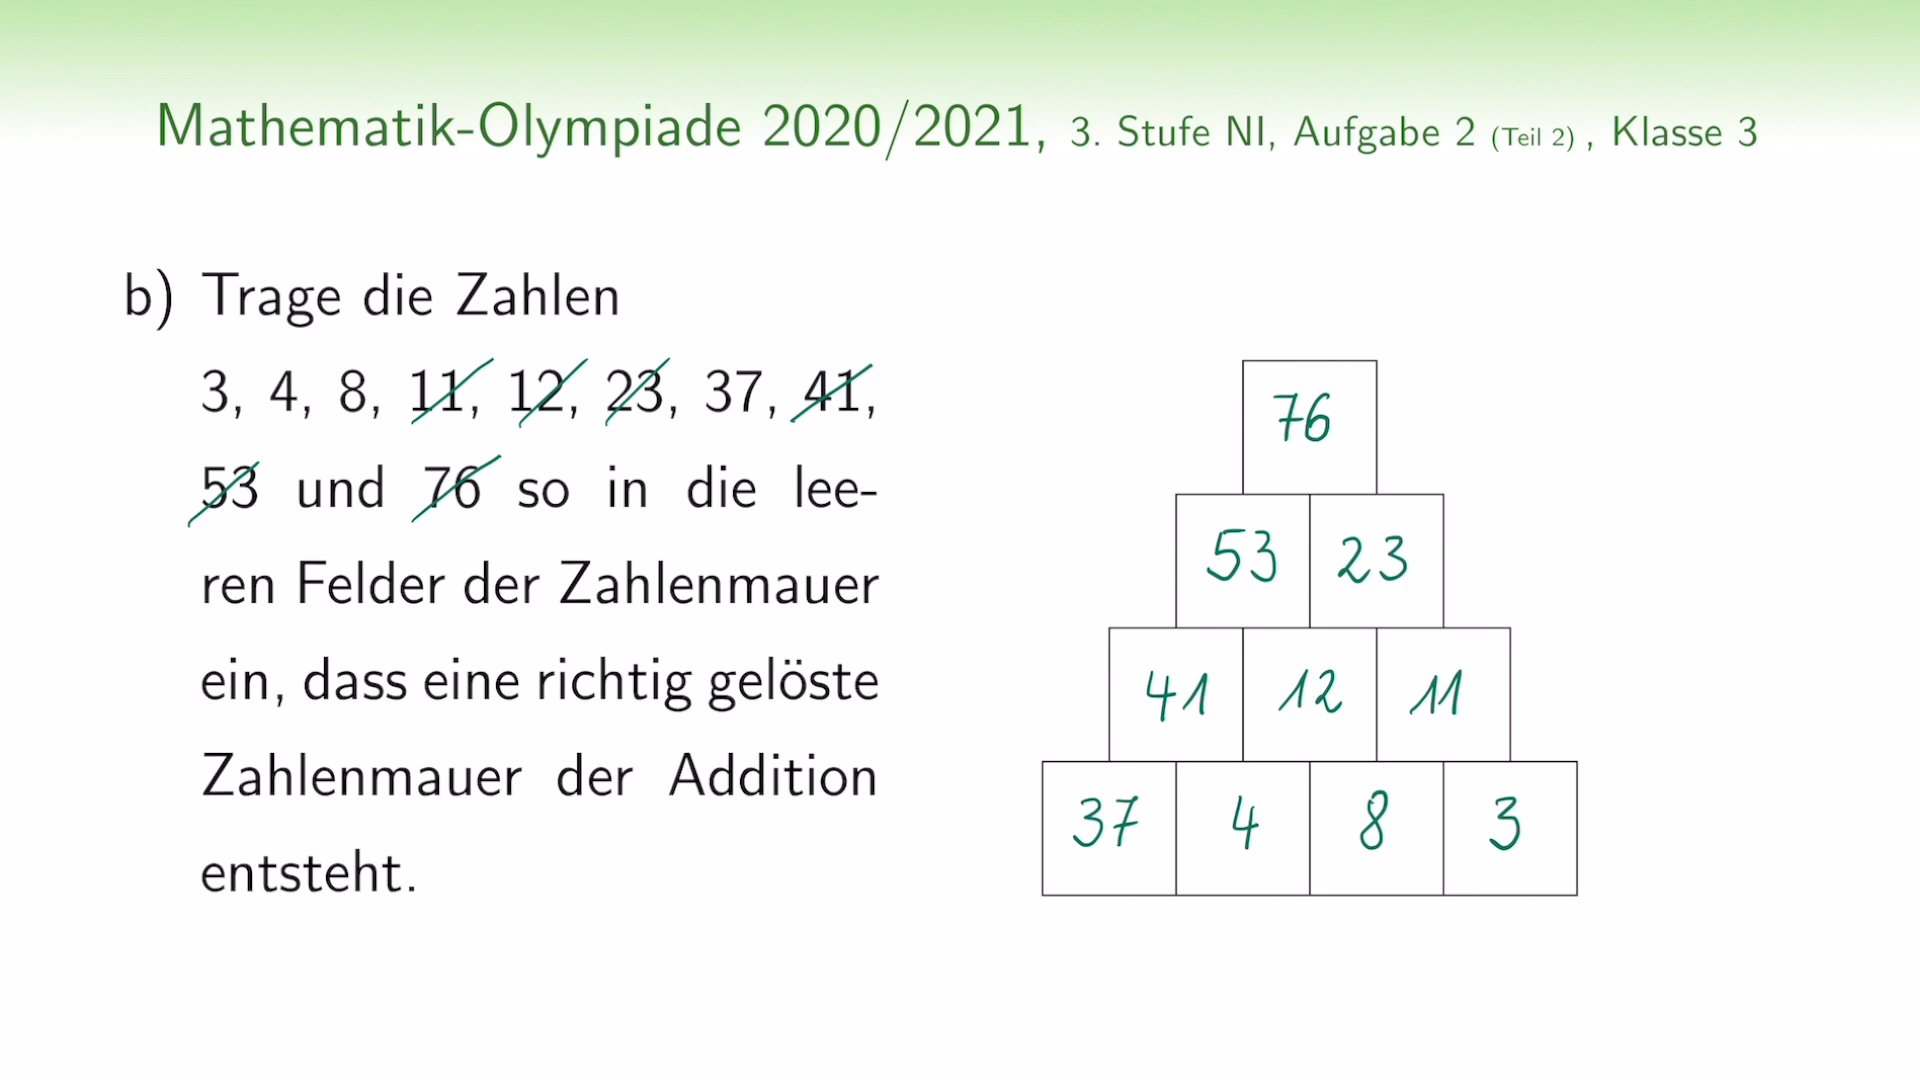 Mathematik-Olympiade 2020/2021, 3. Stufe NI, Aufgabe 2 (Teil 2) , Klasse 3
b) Trage die Zahlen
3, 4, 8, 11, 12, 23, 37, 41,
53 und 76 so in die lee-
ren Felder der Zahlenmauer
ein, dass eine richtig gelöste
Zahlenmauer der Addition
entsteht.
76
53 23
41 12 11
37 4 8 3